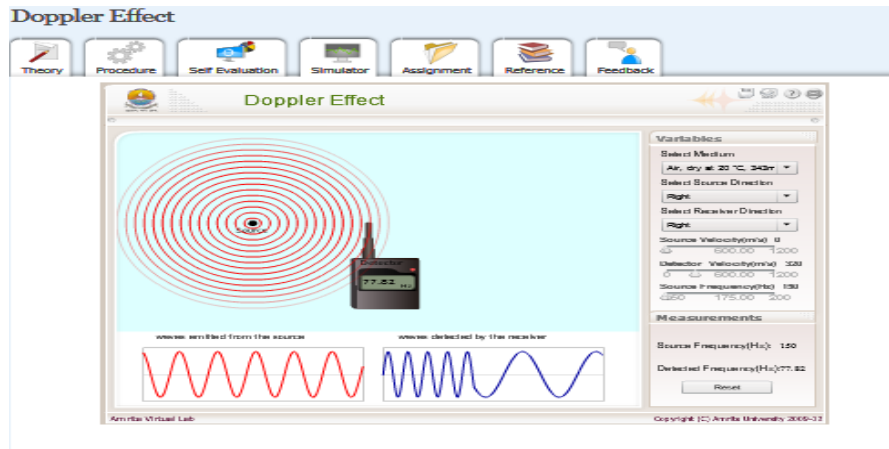 Doppler Effect
Theory
Procedure
Self Evaluation
Simulator
Assignment
Reference
Feedback
Doppler Effect
Variables
Select Medium
Air, dry at 20 °C, 343m
Select Source Direction
Right
Select Receiver Direction
Right
Source Velocity(m/s) 0
600.00 1200
Detector Velocity(m/s) 320
0 600.00 1200
Source Frequency(Hz) 150
175.00 200
Source
Detector
77.82 Hz
waves emitted from the source
waves detected by the receiver
Measurements
Source Frequency(Hz): 150
Detected Frequency(Hz):77.82
Reset
Amrita Virtual Lab
Copyright (C) Amrita University 2009-